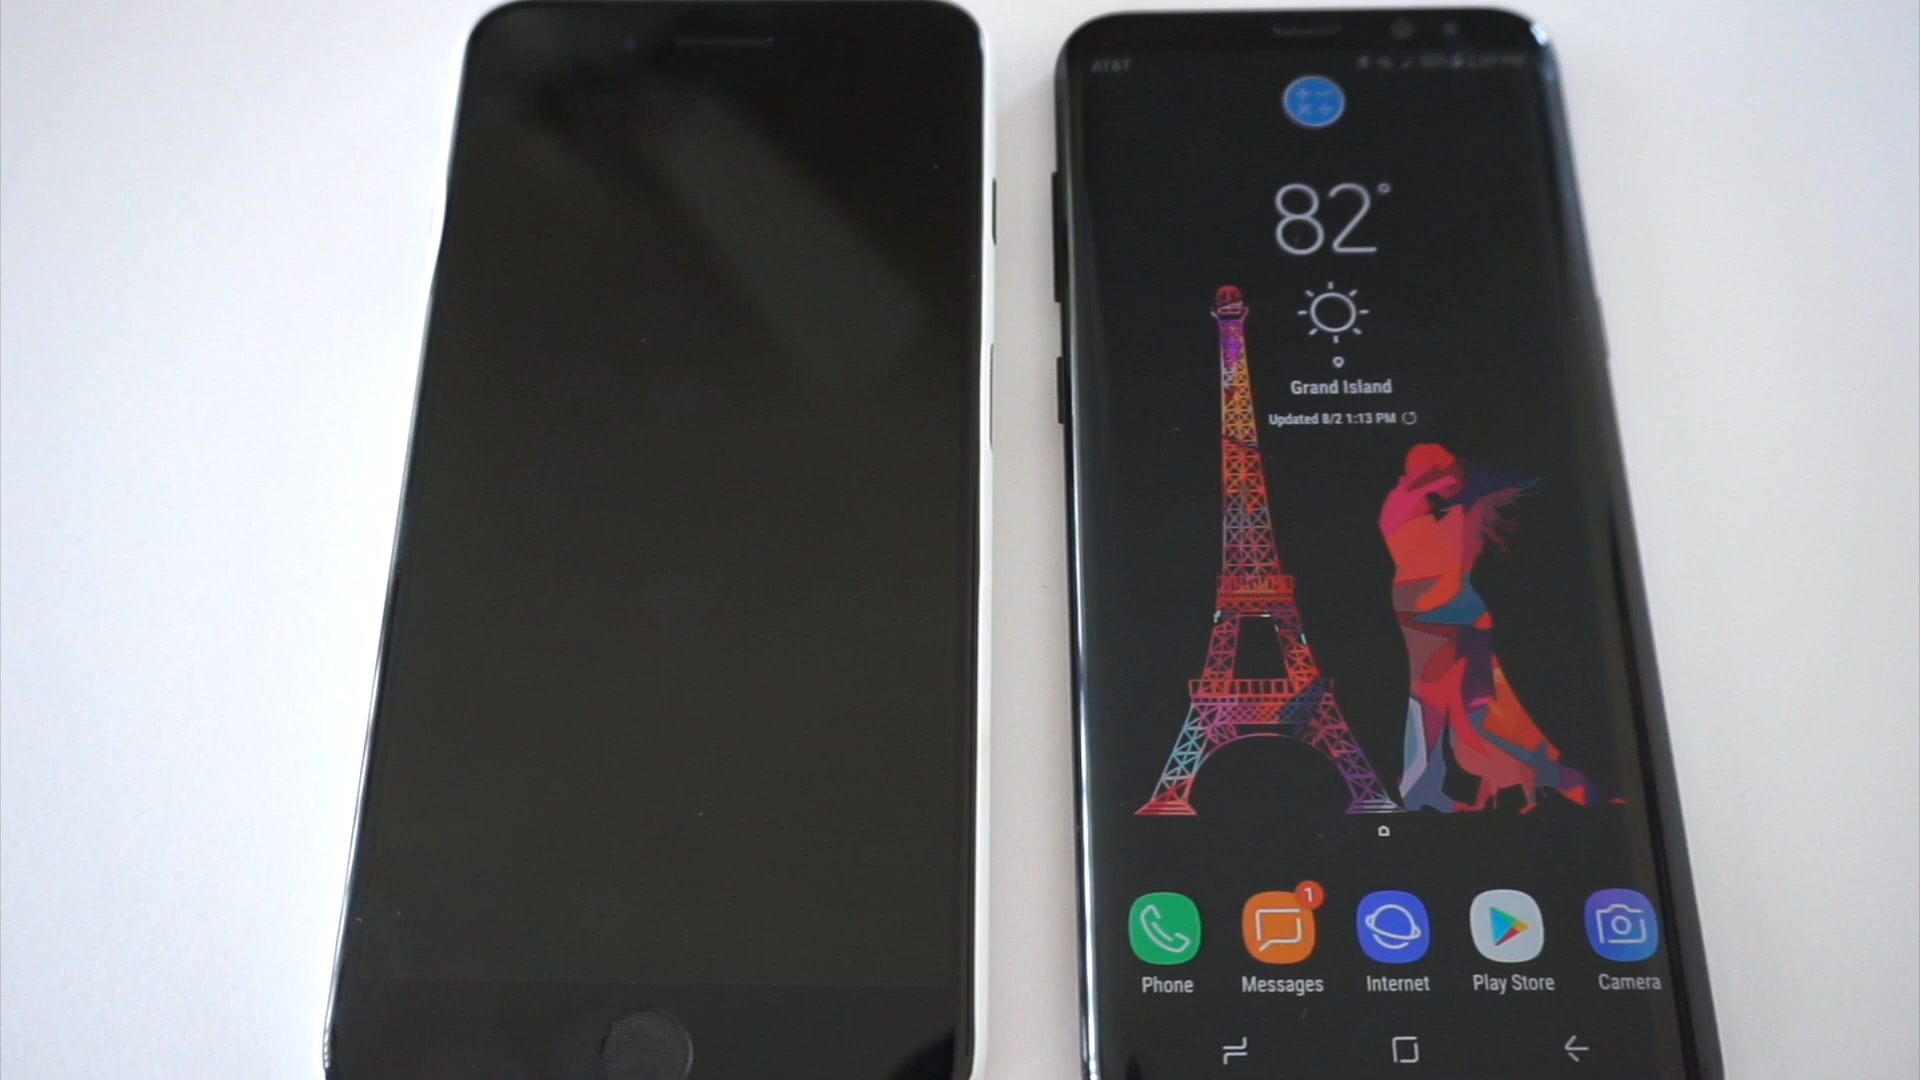 AT&T
82°
Grand Island
Updated 8/2 1:13 PM
1
Phone
Messages
Internet
Play Store
Camera